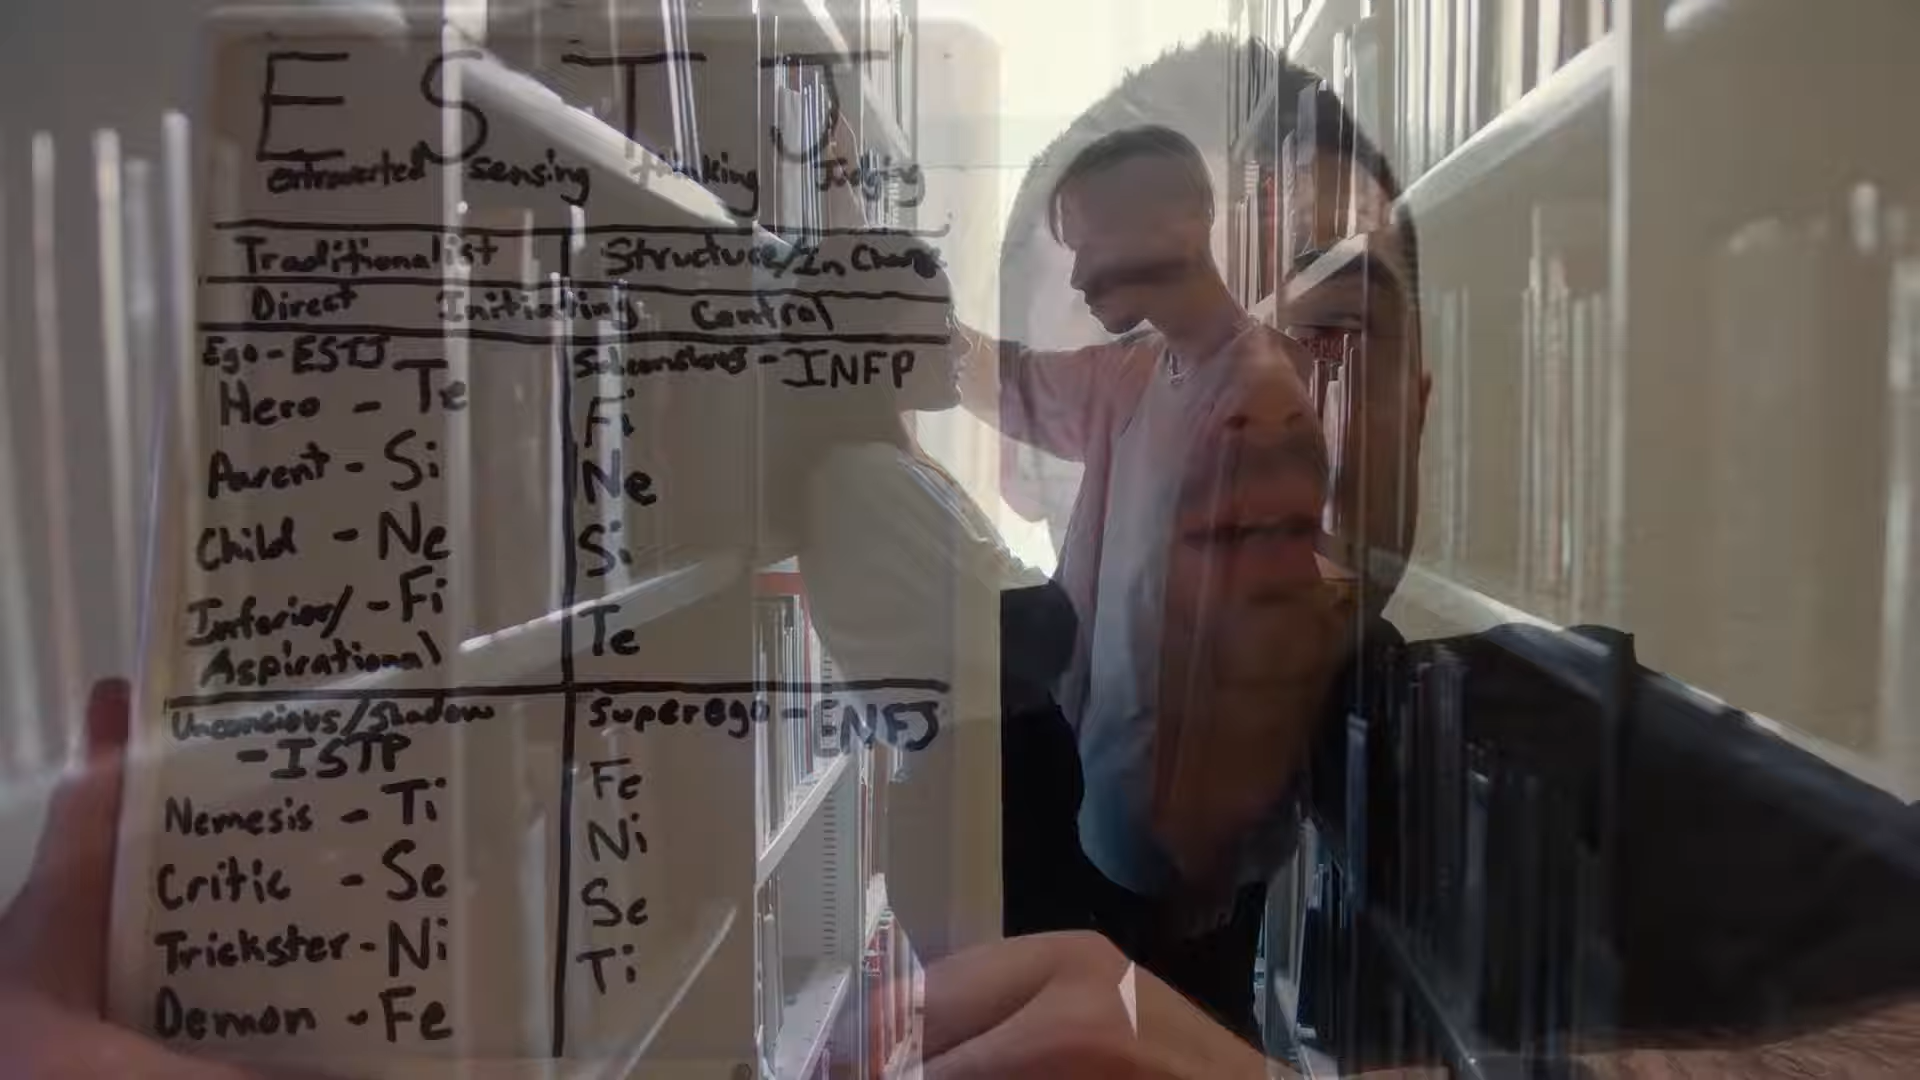 E S T J
extraverted sensing thinking Judging
Traditionalist Structure/In Charge
Direct Initiating Control
Ego-ESTJ Subconsious-INFP
Hero - Te Fi
Parent - Si Ne
Child - Ne Si
Inferior/ - Fi Te
Aspirational
Unconsious/Shadow Superego-ENFJ
-ISTP
Nemesis - Ti Fe
Critic - Se Ni
Trickster-Ni Se
Demon - Fe Ti